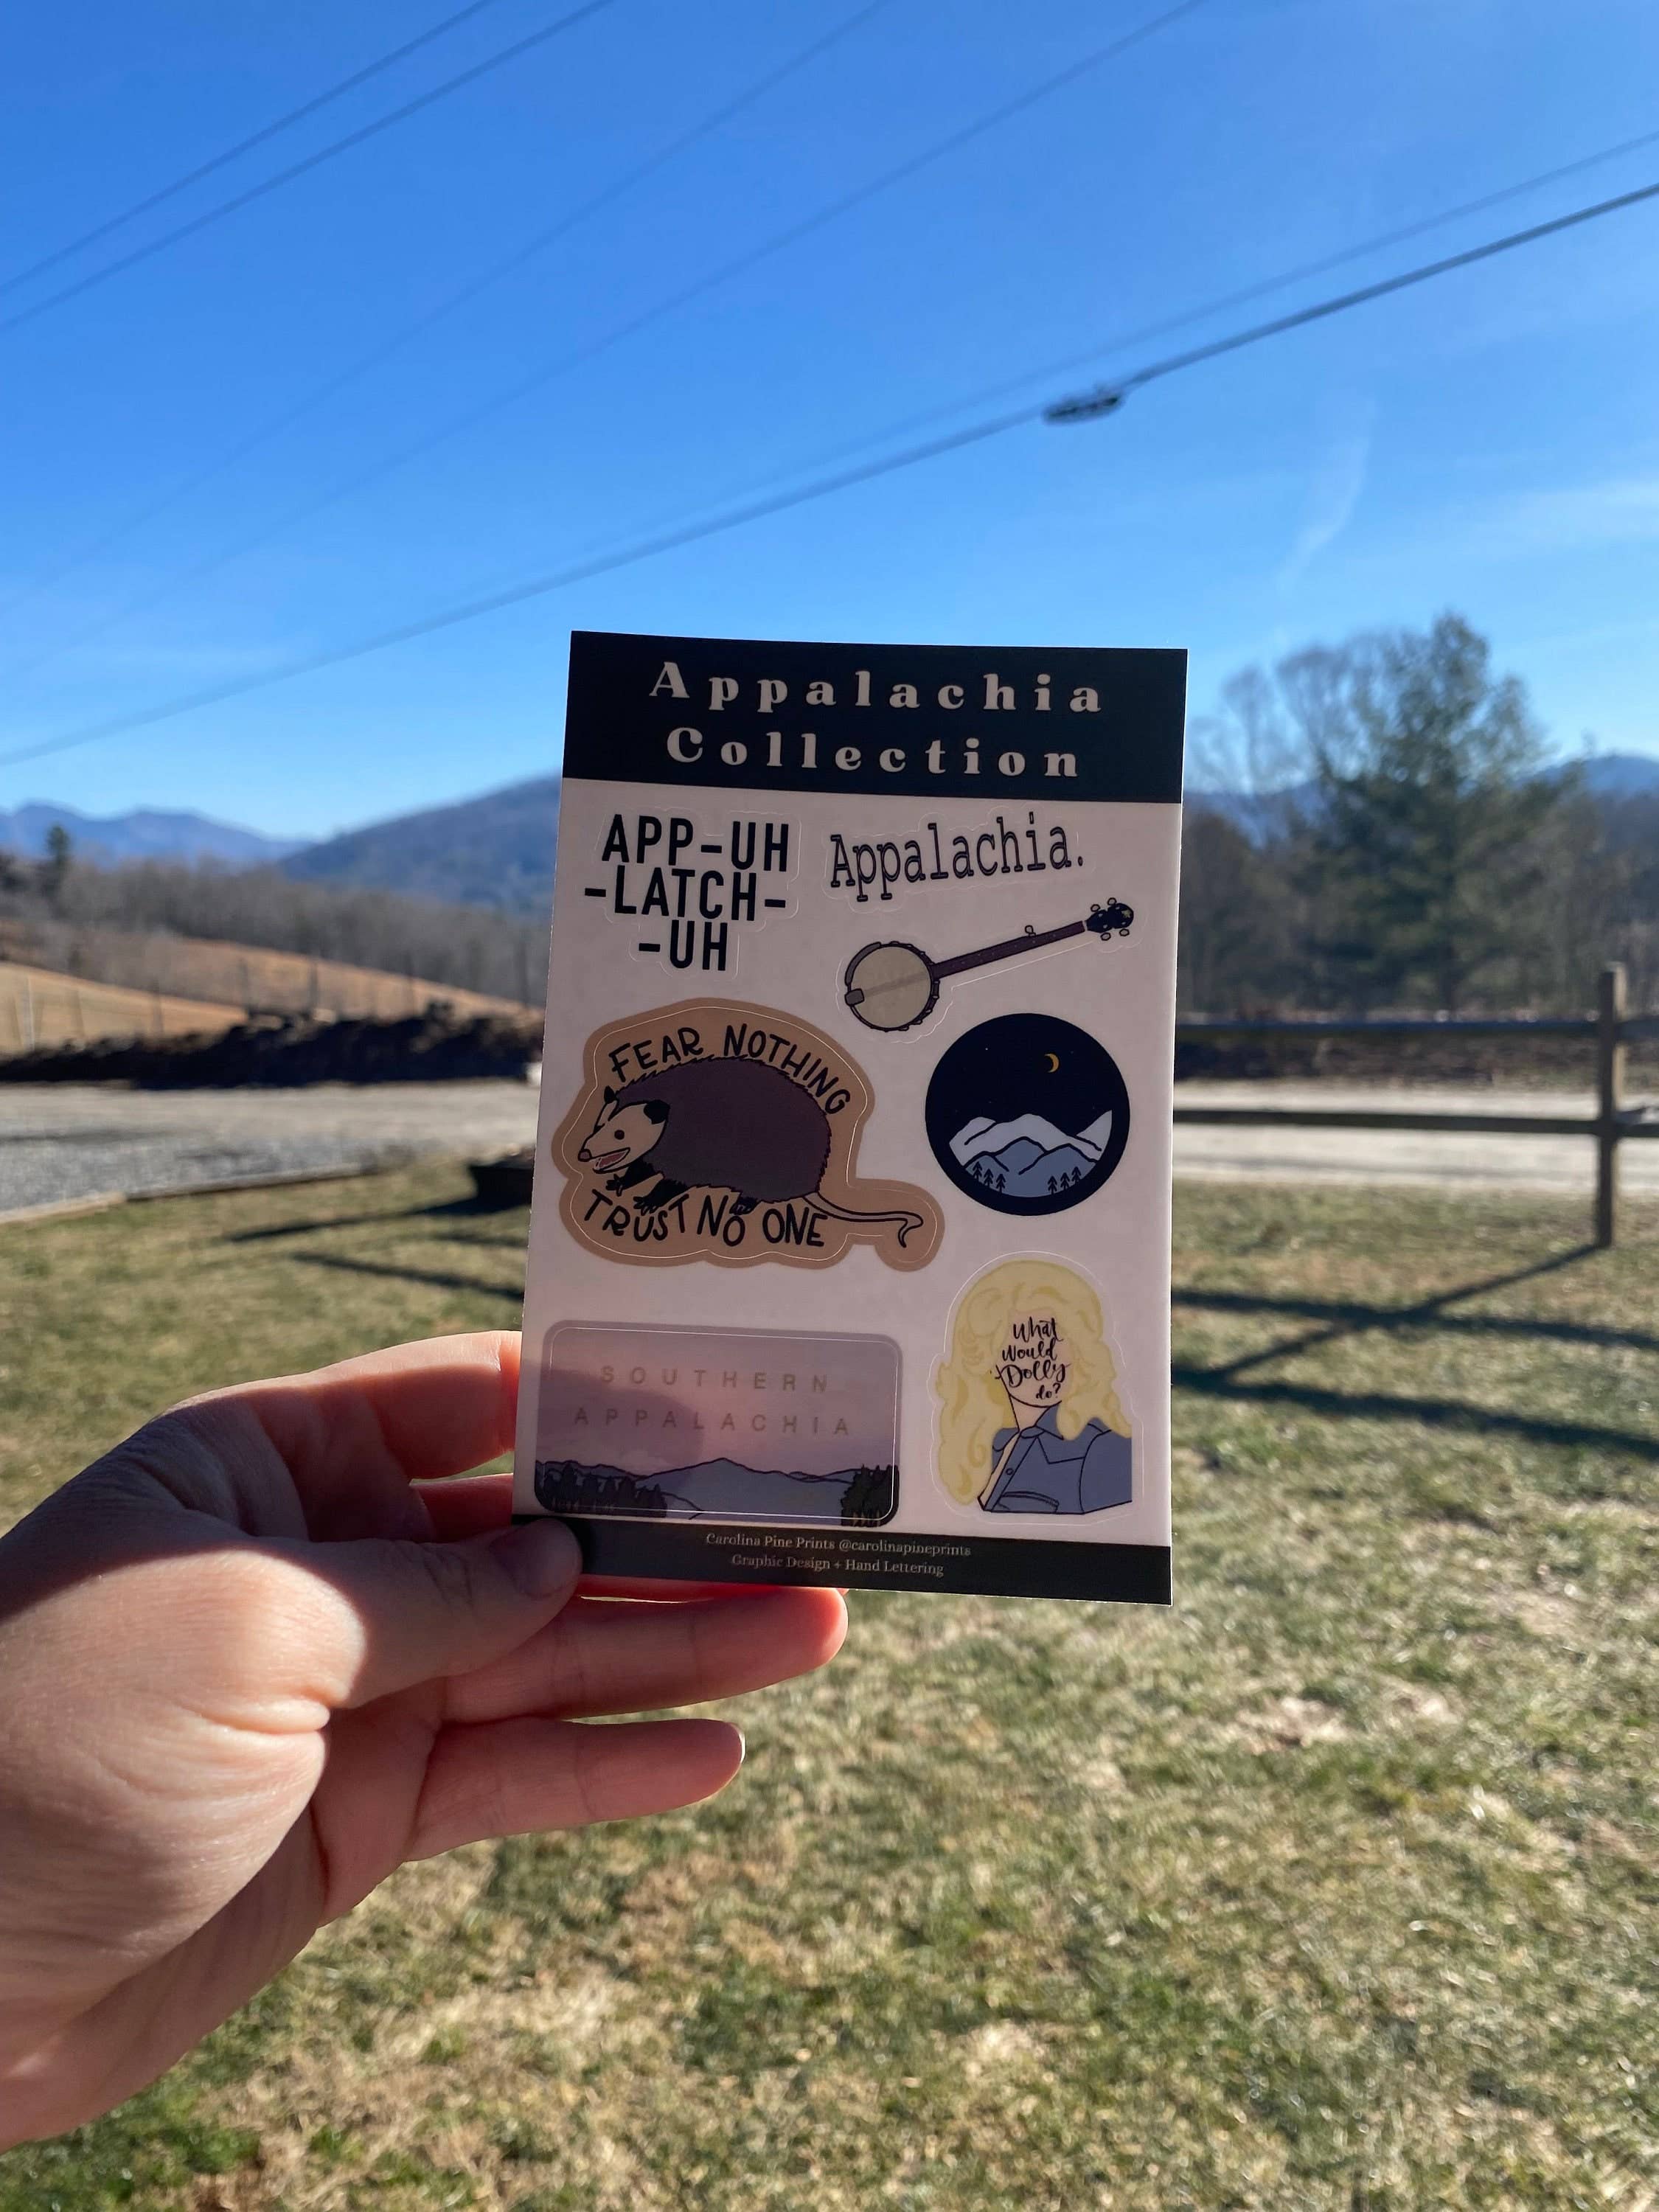 Appalachia
Collection
APP-UH
-LATCH-
-UH
Appalachia.
FEAR NOTHING
TRUST NO ONE
What
Would
Dolly
do?
SOUTHERN
APPALACHIA
Carolina Pine Prints @carolinapineprints
Graphic Design + Hand Lettering